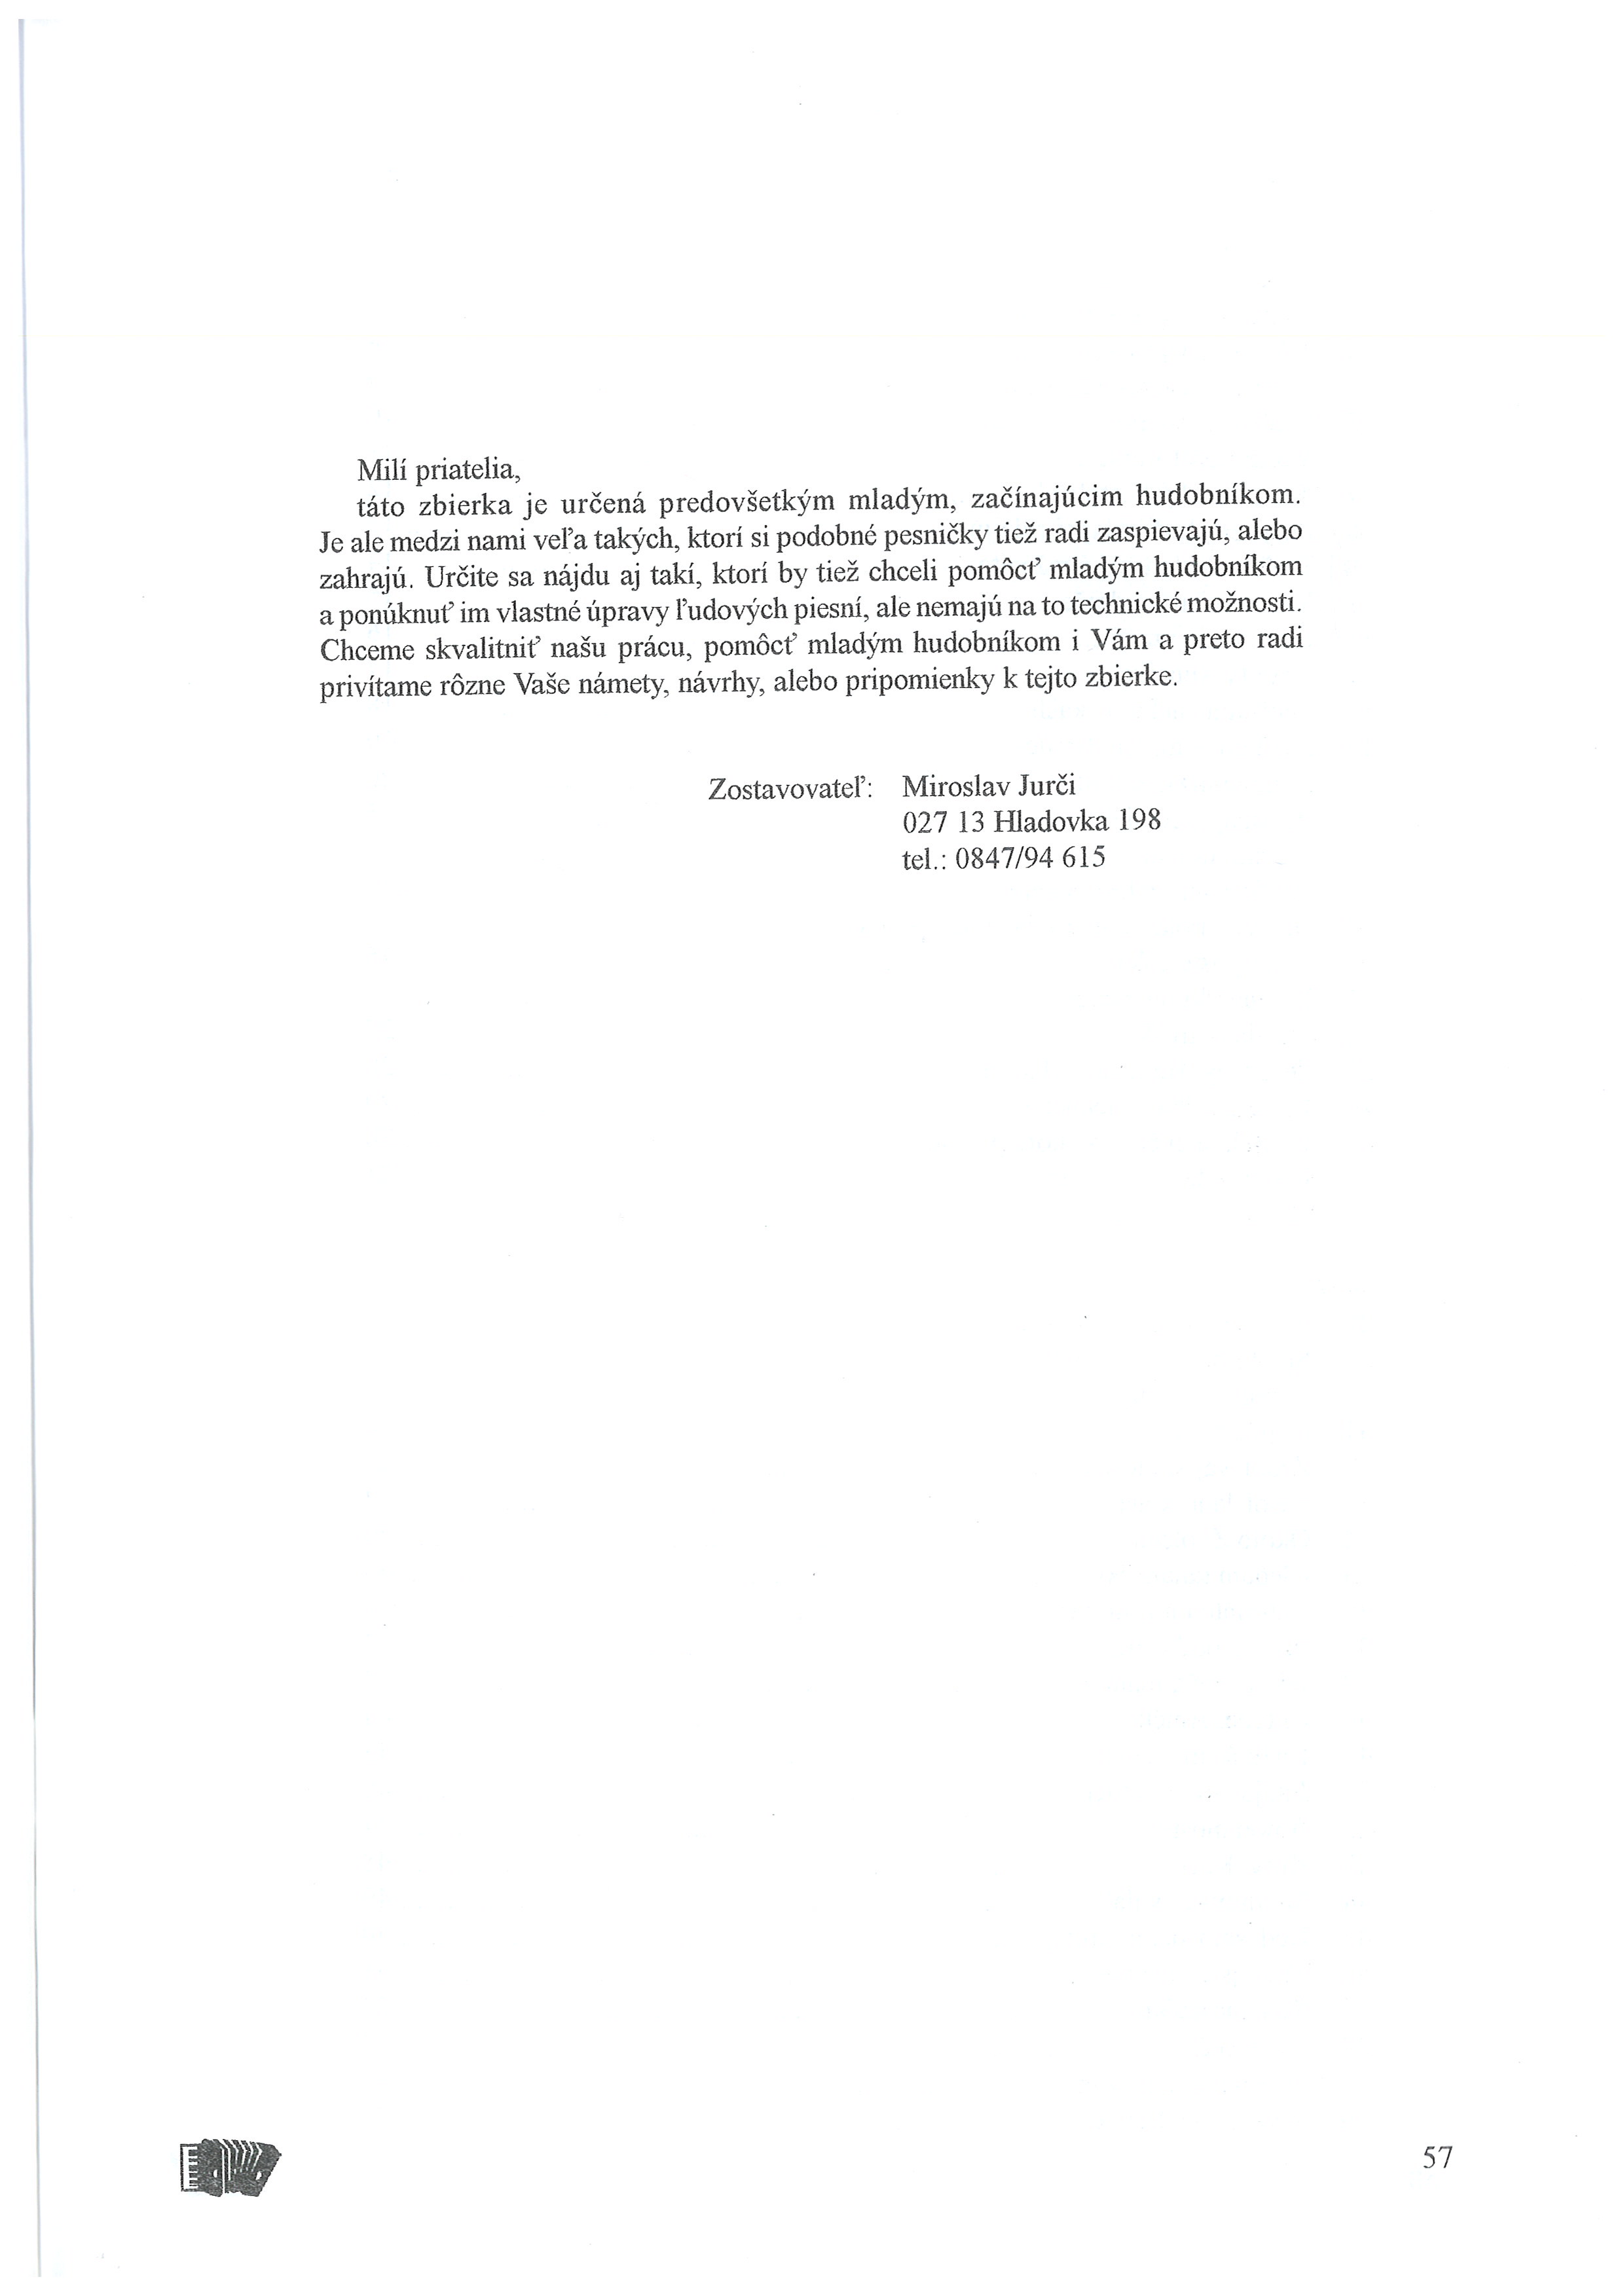 Milí priatelia,
táto zbierka je určená predovšetkým mladým, začínajúcim hudobníkom.
Je ale medzi nami veľa takých, ktorí si podobné pesničky tiež radi zaspievajú, alebo
zahrajú. Určite sa nájdu aj takí, ktorí by tiež chceli pomôcť mladým hudobníkom
a ponúknuť im vlastné úpravy ľudových piesní, ale nemajú na to technické možnosti.
Chceme skvalitniť našu prácu, pomôcť mladým hudobníkom i Vám a preto radi
privítame rôzne Vaše námety, návrhy, alebo pripomienky k tejto zbierke.
Zostavovateľ: Miroslav Jurči
027 13 Hladovka 198
tel.: 0847/94 615
57